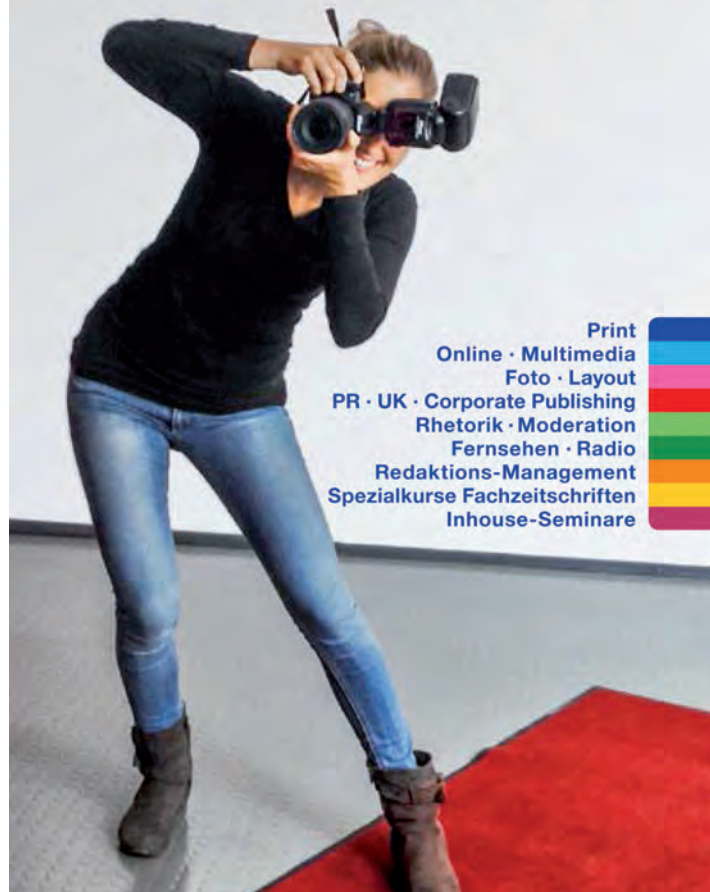 Print
Online · Multimedia
Foto · Layout
PR · UK · Corporate Publishing
Rhetorik · Moderation
Fernsehen · Radio
Redaktions-Management
Spezialkurse Fachzeitschriften
Inhouse-Seminare